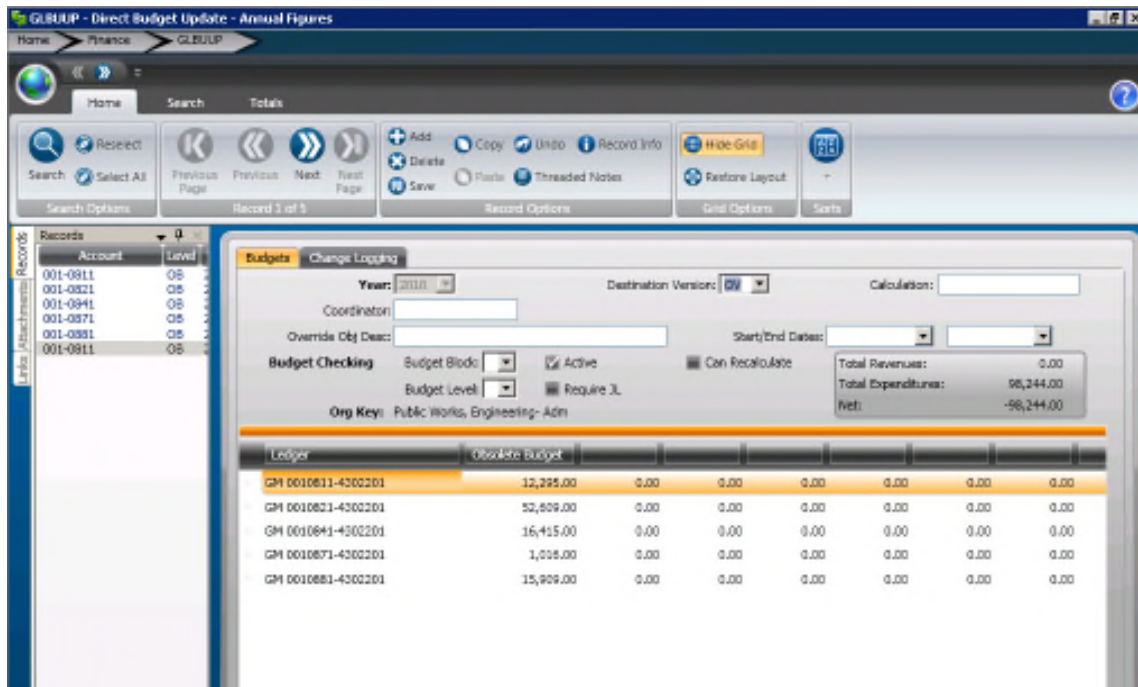 GLBUUP - Direct Budget Update - Annual Figures
Home Finance GLBUUP
Home Search Totals
Search Reselect Select All Previous Page Previous Next Next Page Add Delete Save Copy Paste Undo Threaded Notes Record Info Hide Grid Restore Layout
Search Options Record 1 of 5 Record Options Grid Options Sorts
Records
Attachments
Links
Records
Account Level
001-0811 OB
001-0821 OB
001-0841 OB
001-0871 OB
001-0881 OB
001-0911 OB
Budgets Change Logging
Year: 2010 Destination Version: OV Calculation:
Coordinator:
Override Obj Desc: Start/End Dates:
Budget Checking Budget Block: Active Can Recalculate
Budget Level: Require JL
Org Key: Public Works, Engineering- Adm
Total Revenues: 0.00
Total Expenditures: 98,244.00
Net: -98,244.00
Ledger Obsolete Budget
GM 0010811-4302201 12,295.00 0.00 0.00 0.00 0.00 0.00 0.00
GM 0010821-4302201 52,609.00 0.00 0.00 0.00 0.00 0.00 0.00
GM 0010841-4302201 16,415.00 0.00 0.00 0.00 0.00 0.00 0.00
GM 0010871-4302201 1,016.00 0.00 0.00 0.00 0.00 0.00 0.00
GM 0010881-4302201 15,909.00 0.00 0.00 0.00 0.00 0.00 0.00